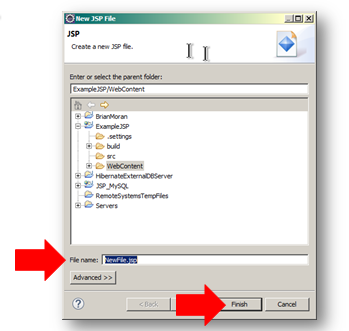 New JSP File
JSP
Create a new JSP file.
Enter or select the parent folder:
ExampleJSP/WebContent
BrianMoran
ExampleJSP
.settings
build
src
WebContent
HibernateExternalDBServer
JSP_MySQL
RemoteSystemsTempFiles
Servers
File name: NewFile.jsp
Advanced >>
? < Back Finish Cancel